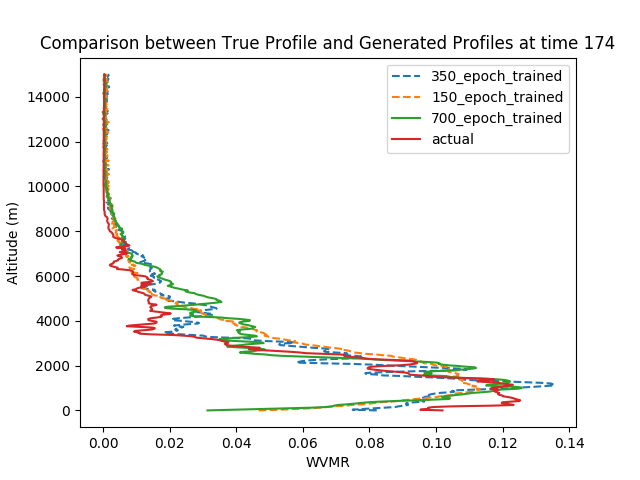 Comparison between True Profile and Generated Profiles at time 174
350_epoch_trained
150_epoch_trained
700_epoch_trained
actual
14000
12000
10000
8000
6000
4000
2000
0
Altitude (m)
0.00 0.02 0.04 0.06 0.08 0.10 0.12 0.14
WVMR